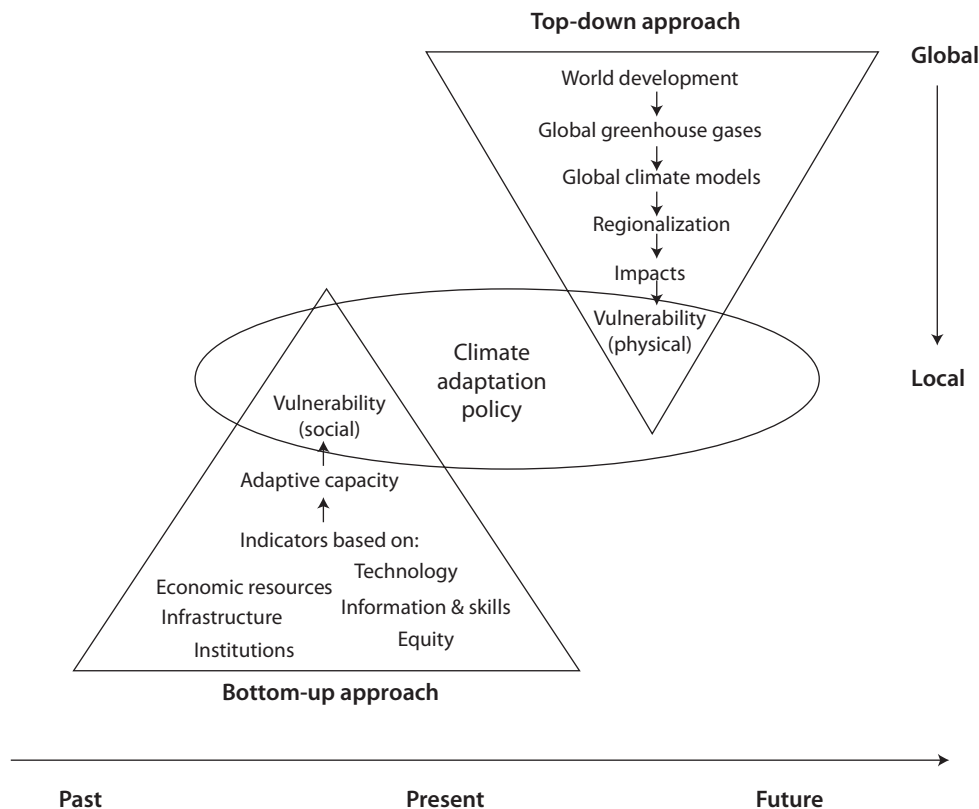 Top-down approach
Global
World development
Global greenhouse gases
Global climate models
Regionalization
Impacts
Vulnerability
(physical)
Local
Climate
adaptation
policy
Vulnerability
(social)
Adaptive capacity
Indicators based on:
Technology
Economic resources
Information & skills
Infrastructure
Equity
Institutions
Bottom-up approach
Past
Present
Future